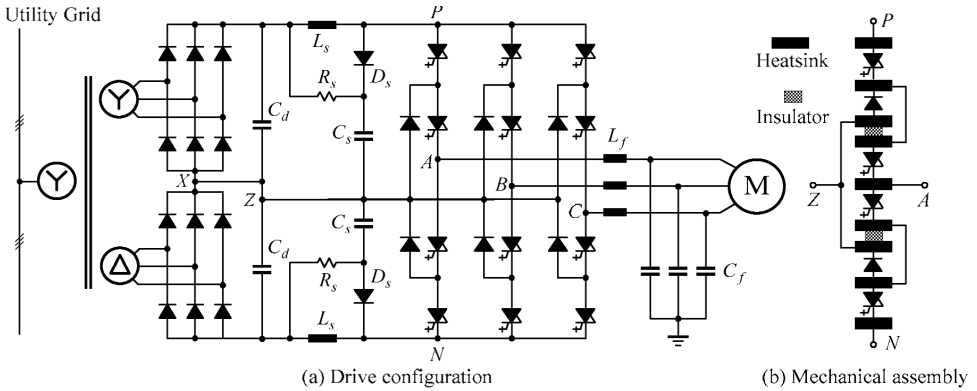 Utility Grid
P
L_s
D_s
R_s
C_d
C_s
X
Z
A
B
C
L_f
M
C_s
C_d
R_s
D_s
L_s
C_f
N
(a) Drive configuration
P
Heatsink
Insulator
Z
A
N
(b) Mechanical assembly